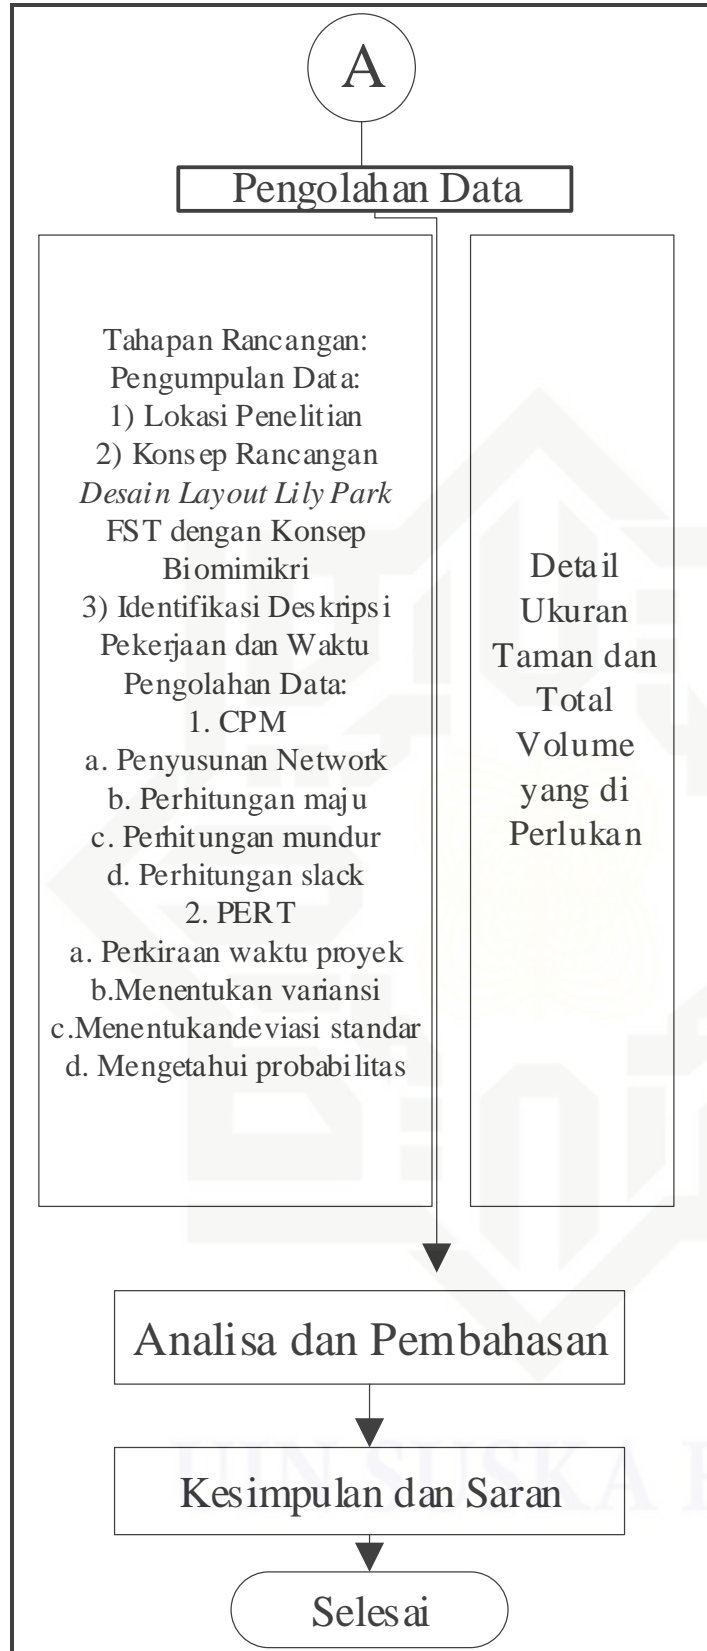 A
Pengolahan Data
Tahapan Rancangan:
Pengumpulan Data:
1) Lokasi Penelitian
2) Konsep Rancangan
Desain Layout Lily Park
FST dengan Konsep
Biomimikri
3) Identifikasi Deskripsi
Pekerjaan dan Waktu
Pengolahan Data:
1. CPM
a. Penyusunan Network
b. Perhitungan maju
c. Perhitungan mundur
d. Perhitungan slack
2. PERT
a. Perkiraan waktu proyek
b.Menentukan variansi
c.Menentukandeviasi standar
d. Mengetahui probabilitas
Detail
Ukuran
Taman dan
Total
Volume
yang di
Perlukan
Analisa dan Pembahasan
UIN SUSKA
Kesimpulan dan Saran
Selesai